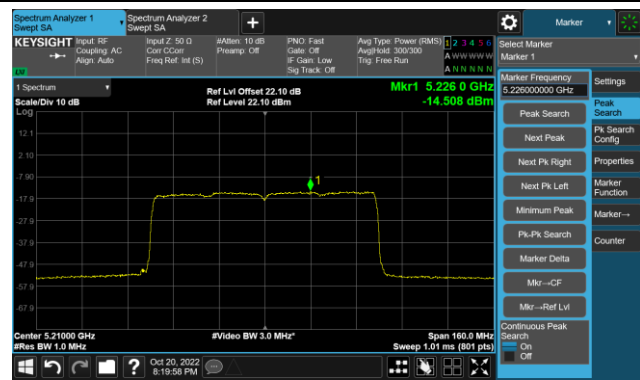 Spectrum Analyzer 1
Swept SA
Spectrum Analyzer 2
Swept SA
+
Marker
KEYSIGHT
Input: RF
Coupling: AC
Align: Auto
Input Z: 50 Ω
Corr CCorr
Freq Ref: Int (S)
#Atten: 10 dB
Preamp: Off
PNO: Fast
Gate: Off
IF Gain: Low
Sig Track: Off
Avg Type: Power (RMS)
Avg|Hold: 300/300
Trig: Free Run
1 2 3 4 5 6
A W W W W W
A N N N N N
LW
Select Marker
Marker 1
1 Spectrum
Scale/Div 10 dB
Log
Ref Lvl Offset 22.10 dB
Ref Level 22.10 dBm
Mkr1 5.226 0 GHz
-14.508 dBm
12.1
2.10
-7.90
-17.9
-27.9
-37.9
-47.9
-57.9
-67.9
1
Center 5.21000 GHz
#Res BW 1.0 MHz
#Video BW 3.0 MHz*
Span 160.0 MHz
Sweep 1.01 ms (801 pts)
Marker Frequency
5.226000000 GHz
Peak Search
Next Peak
Next Pk Right
Next Pk Left
Minimum Peak
Pk-Pk Search
Marker Delta
Mkr→CF
Mkr→Ref Lvl
Continuous Peak
Search
On
Off
Settings
Peak
Search
Pk Search
Config
Properties
Marker
Function
Marker→
Counter
?
Oct 20, 2022
8:19:58 PM